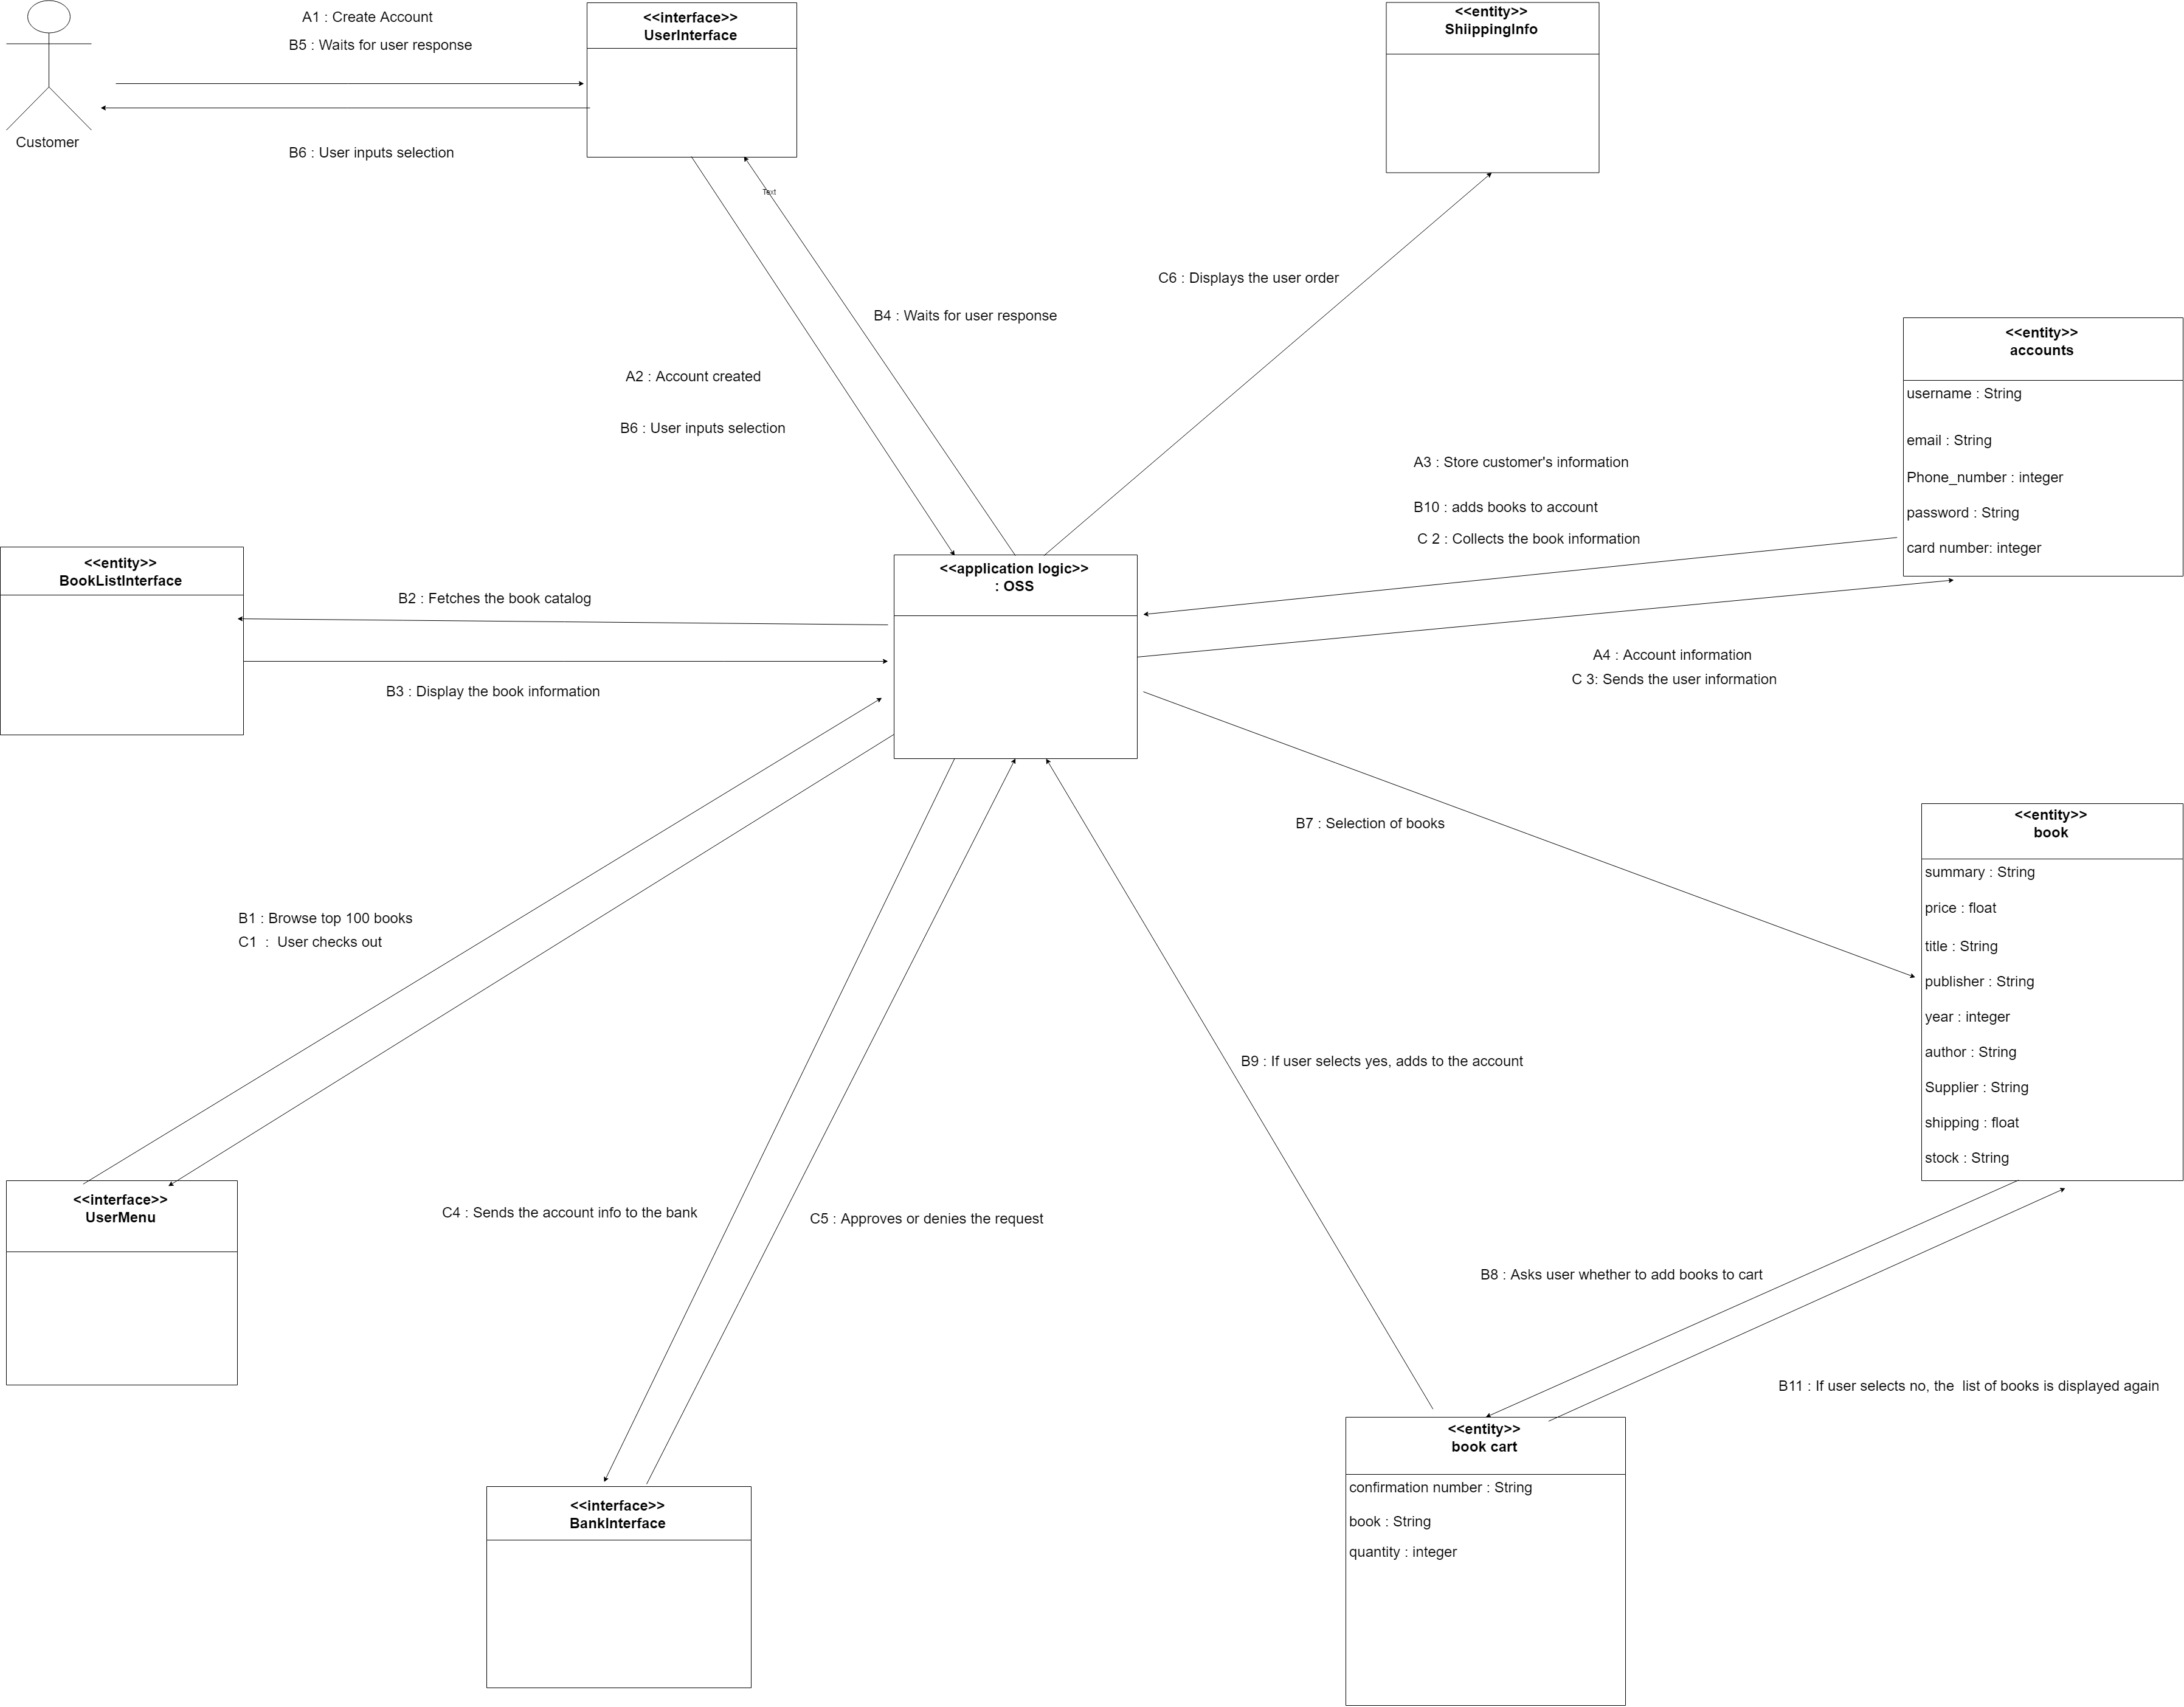 A1 : Create Account
B5 : Waits for user response
B6 : User inputs selection
Customer
<<interface>>
UserInterface
<<entity>>
ShiippingInfo
Text
B4 : Waits for user response
C6 : Displays the user order
A2 : Account created
B6 : User inputs selection
<<entity>>
accounts
username : String
email : String
Phone_number : integer
password : String
card number: integer
A3 : Store customer's information
B10 : adds books to account
C 2 : Collects the book information
<<entity>>
BookListInterface
B2 : Fetches the book catalog
B3 : Display the book information
<<application logic>>
: OSS
A4 : Account information
C 3: Sends the user information
B7 : Selection of books
<<entity>>
book
summary : String
price : float
title : String
publisher : String
year : integer
author : String
Supplier : String
shipping : float
stock : String
B1 : Browse top 100 books
C1  :  User checks out
B9 : If user selects yes, adds to the account
<<interface>>
UserMenu
C4 : Sends the account info to the bank
C5 : Approves or denies the request
B8 : Asks user whether to add books to cart
B11 : If user selects no, the  list of books is displayed again
<<interface>>
BankInterface
<<entity>>
book cart
confirmation number : String
book : String
quantity : integer